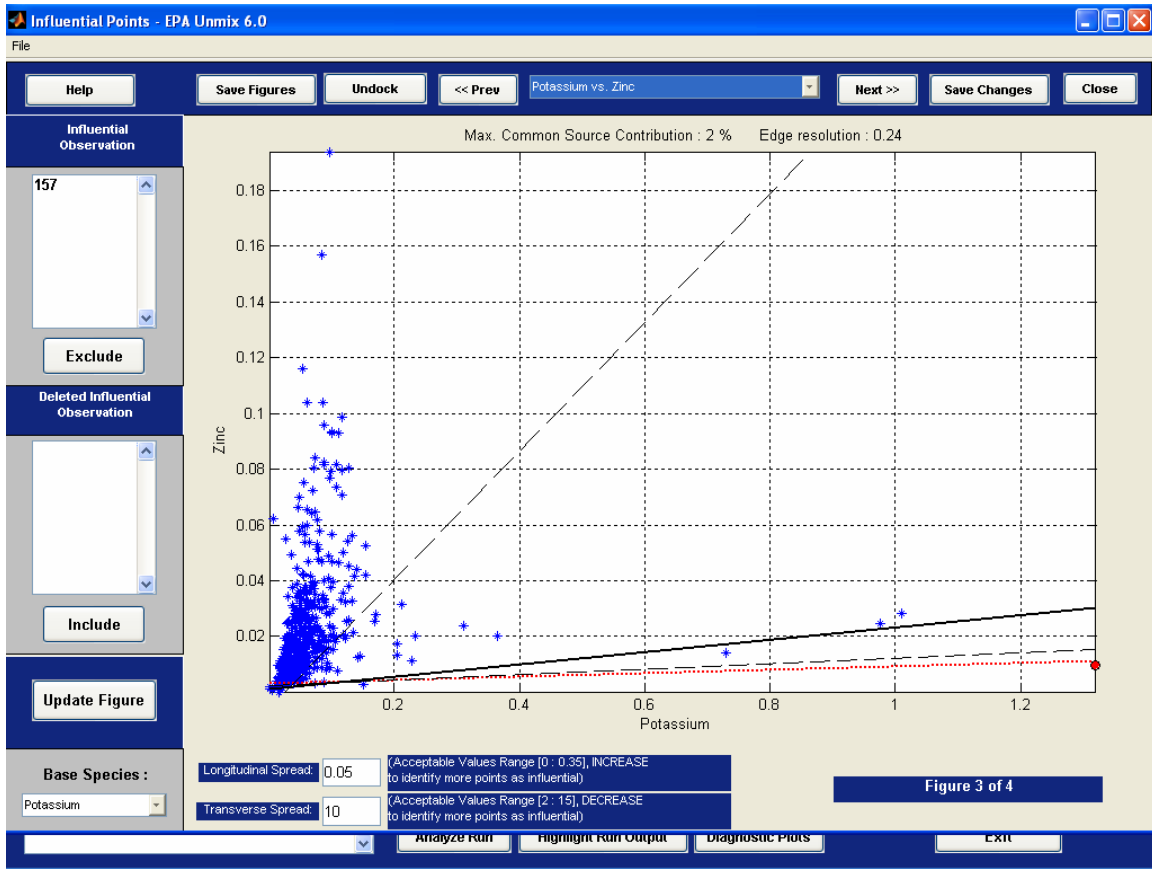 Influential Points - EPA Unmix 6.0
File
Help
Save Figures
Undock
<< Prev
Potassium vs. Zinc
Next >>
Save Changes
Close
Influential
Observation
157
Exclude
Deleted Influential
Observation
Include
Update Figure
Base Species :
Potassium
Max. Common Source Contribution : 2 % Edge resolution : 0.24
0.18
0.16
0.14
0.12
0.1
0.08
0.06
0.04
0.02
Zinc
0.2
0.4
0.6
0.8
1
1.2
Potassium
Longitudinal Spread: 0.05
(Acceptable Values Range [0 : 0.35], INCREASE
to identify more points as influential)
Transverse Spread: 10
(Acceptable Values Range [2 : 15], DECREASE
to identify more points as influential)
Figure 3 of 4
Analyze Run
Highlight Run Output
Diagnostic Plots
Exit